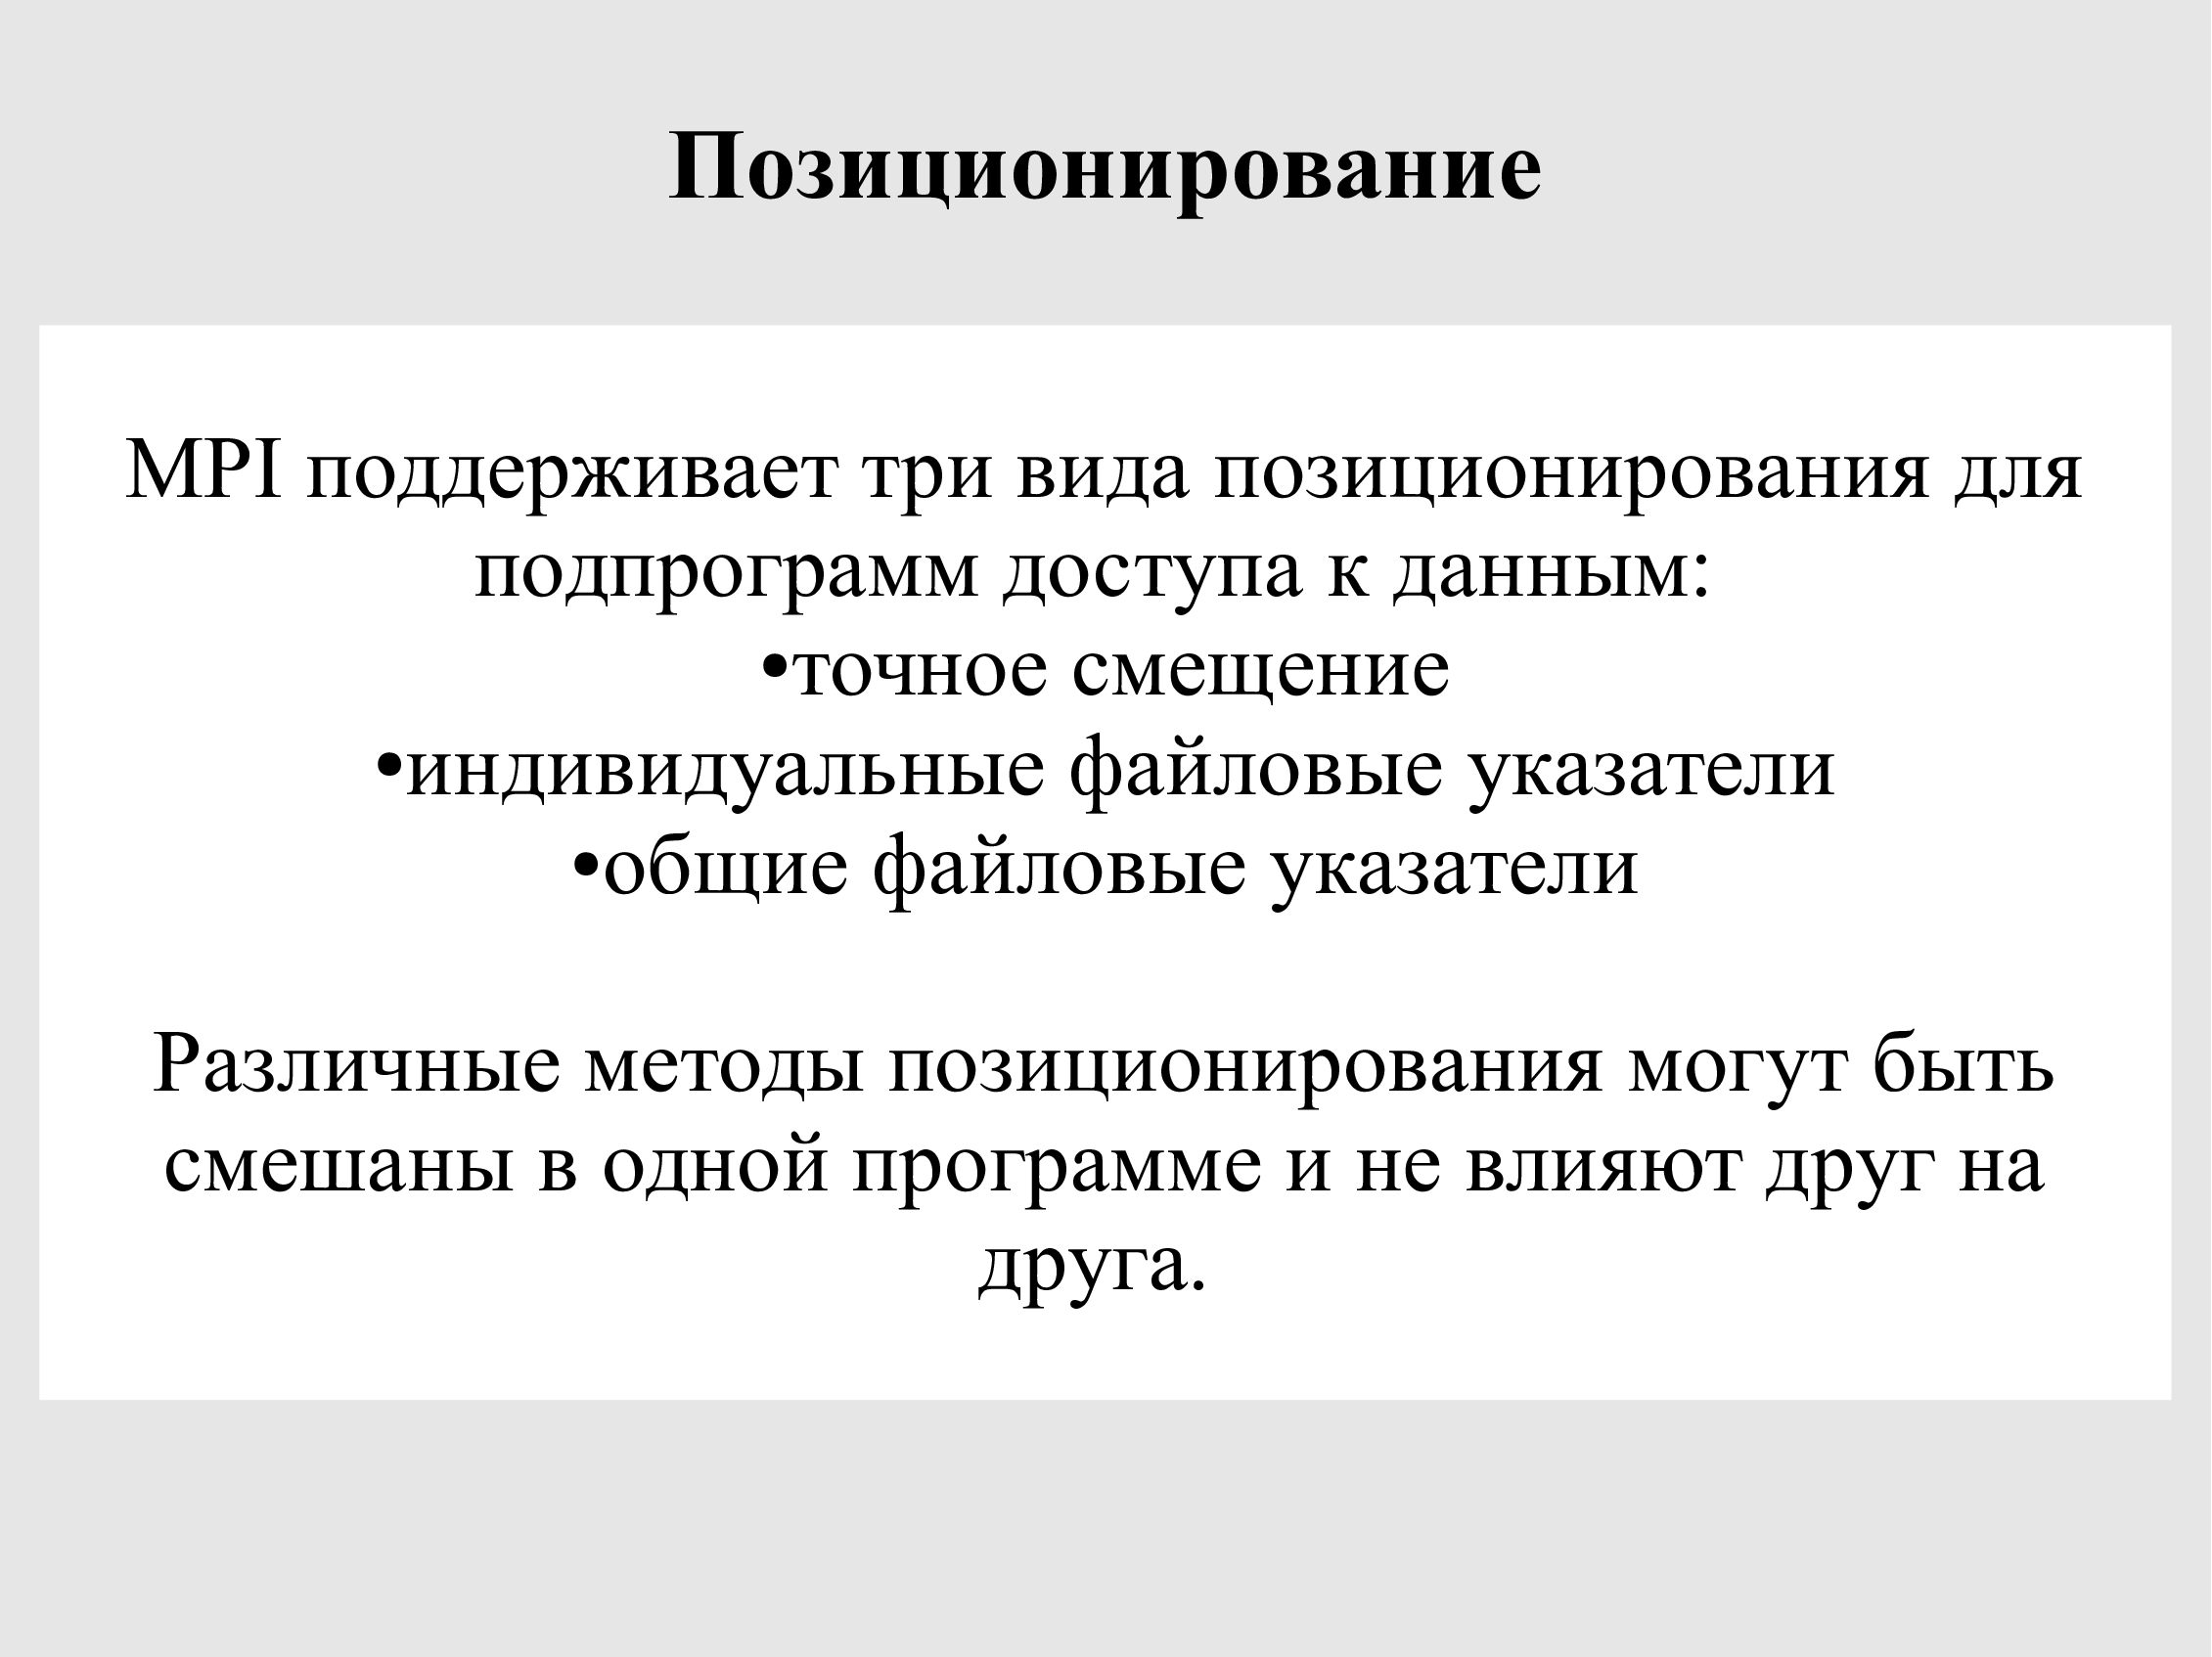 Позиционирование
MPI поддерживает три вида позиционирования для
подпрограмм доступа к данным:
•точное смещение
•индивидуальные файловые указатели
•общие файловые указатели
Различные методы позиционирования могут быть
смешаны в одной программе и не влияют друг на
друга.